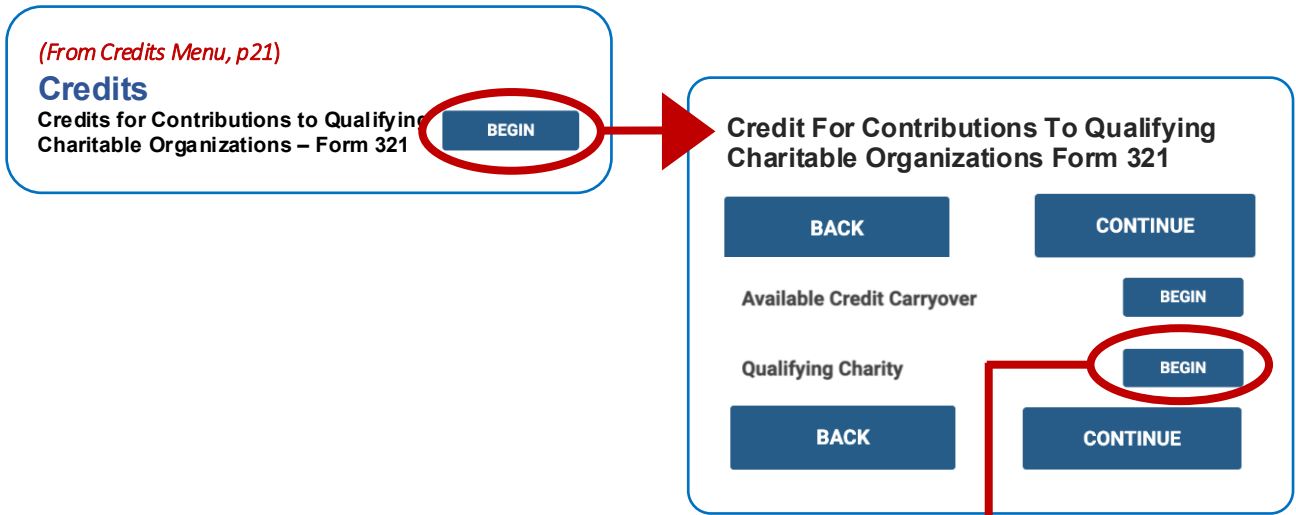 (From Credits Menu, p21)
Credits
Credits for Contributions to Qualifying
Charitable Organizations – Form 321
BEGIN
Credit For Contributions To Qualifying
Charitable Organizations Form 321
BACK
CONTINUE
Available Credit Carryover
BEGIN
Qualifying Charity
BEGIN
BACK
CONTINUE